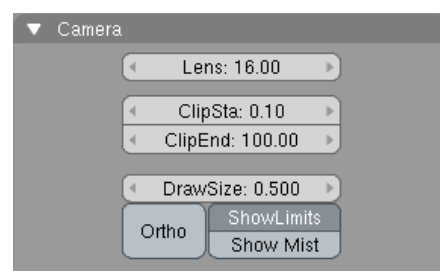 Camera
Lens: 16.00
ClipSta: 0.10
ClipEnd: 100.00
DrawSize: 0.500
Ortho
ShowLimits
Show Mist